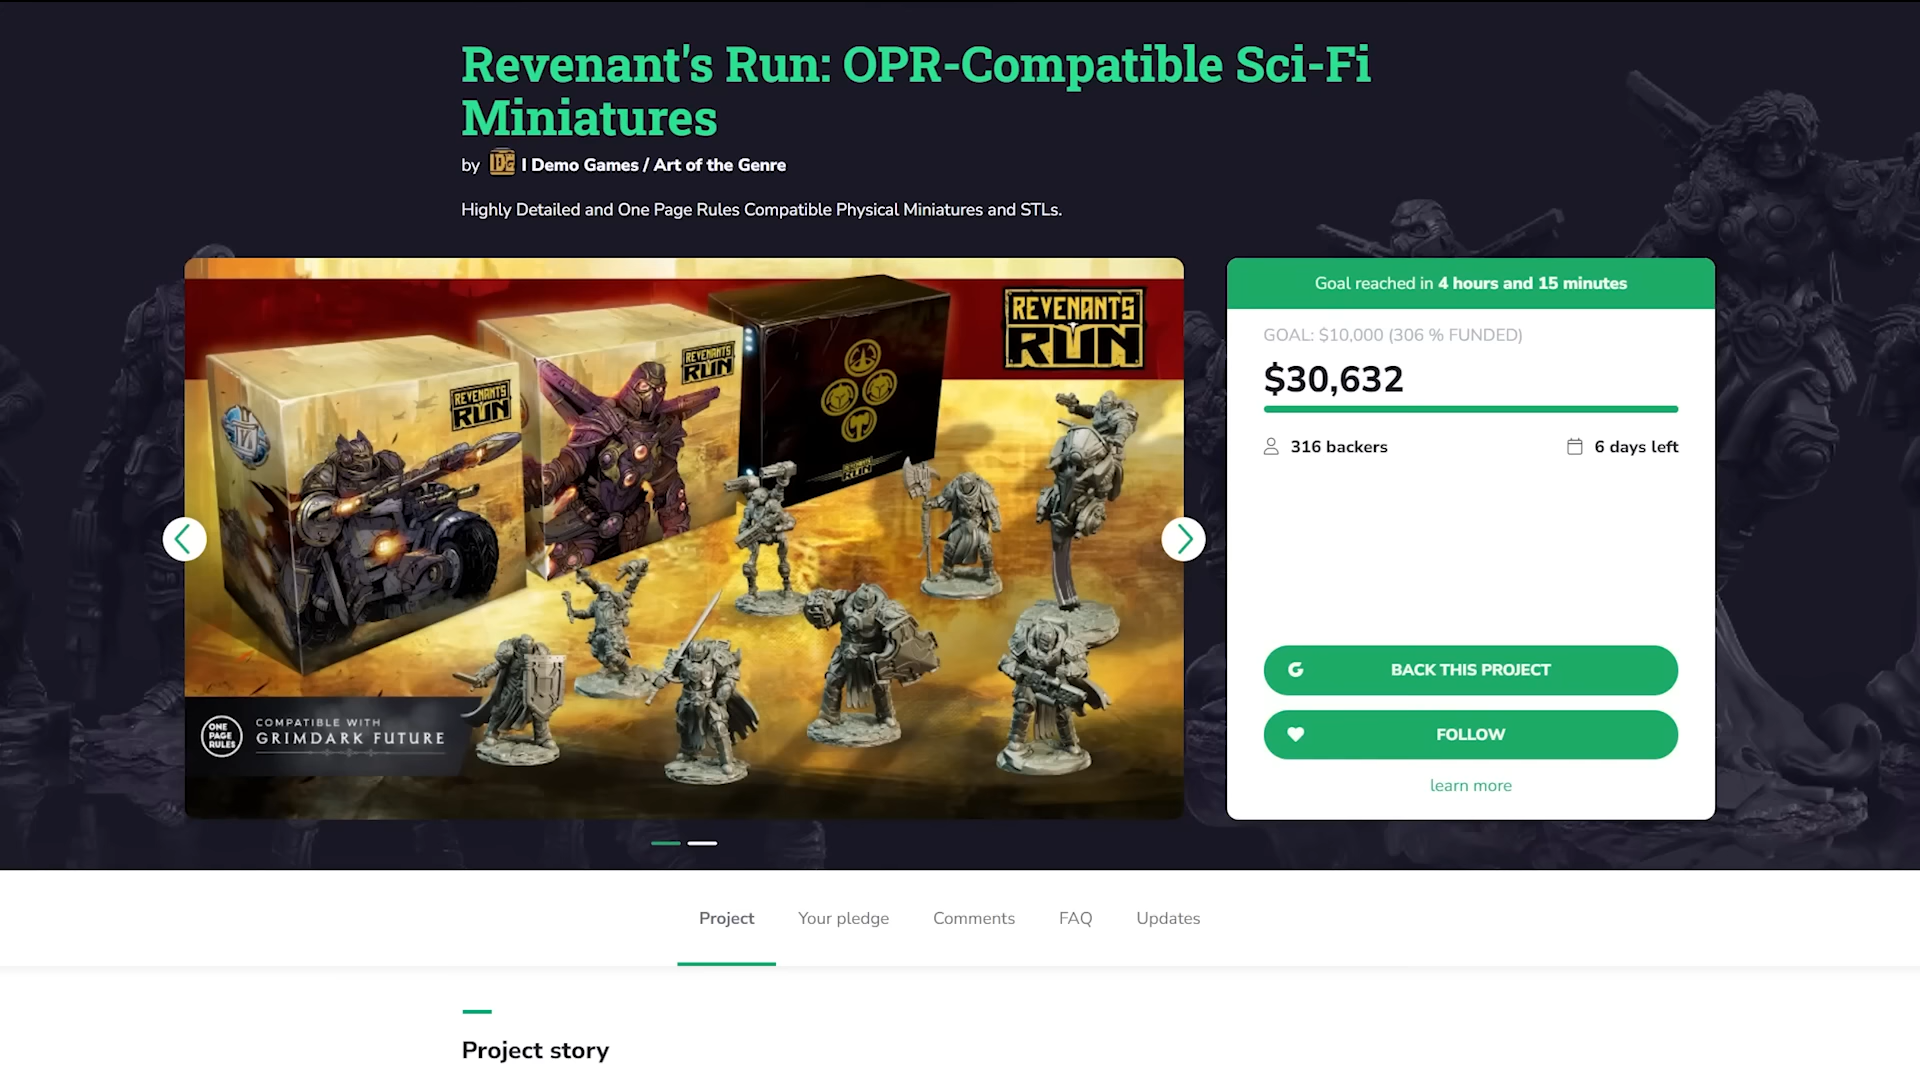 Revenant's Run: OPR-Compatible Sci-Fi
Miniatures
by I Demo Games / Art of the Genre
Highly Detailed and One Page Rules Compatible Physical Miniatures and STLs.
REVENANTS
RUN
REVENANTS
RUN
REVENANTS
RUN
REVENANTS
RUN
ONE
PAGE
RULES
COMPATIBLE WITH
GRIMDARK FUTURE
Goal reached in 4 hours and 15 minutes
GOAL: $10,000 (306 % FUNDED)
$30,632
316 backers
6 days left
BACK THIS PROJECT
FOLLOW
learn more
Project
Your pledge
Comments
FAQ
Updates
Project story